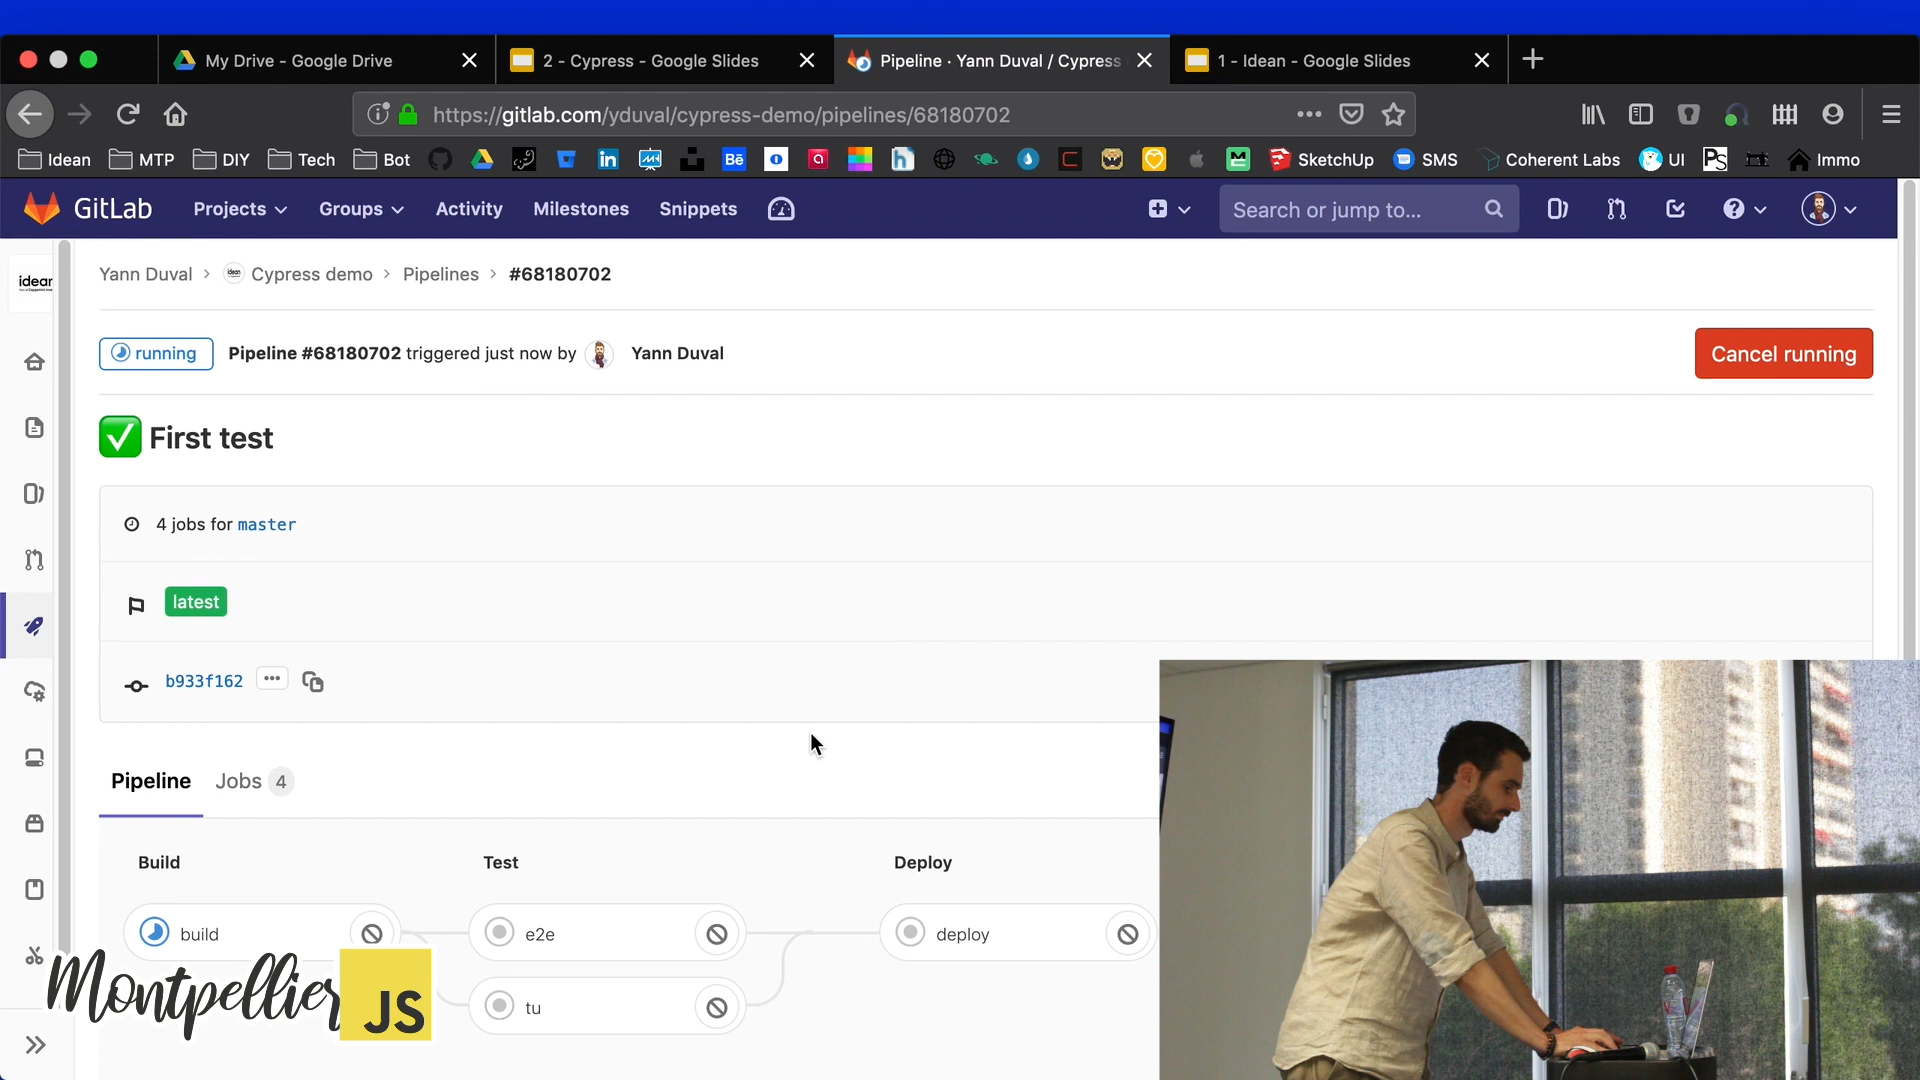 My Drive - Google Drive
2 - Cypress - Google Slides
Pipeline · Yann Duval / Cypress
1 - Idean - Google Slides
https://gitlab.com/yduval/cypress-demo/pipelines/68180702
Idean
MTP
DIY
Tech
Bot
in
Bē
SketchUp
SMS
Coherent Labs
UI
PS
Immo
GitLab
Projects
Groups
Activity
Milestones
Snippets
Search or jump to...
idean
Yann Duval > Cypress demo > Pipelines > #68180702
running
Pipeline #68180702 triggered just now by Yann Duval
Cancel running
First test
4 jobs for master
latest
b933f162
Pipeline
Jobs 4
Build
Test
Deploy
build
e2e
deploy
tu
Montpellier JS